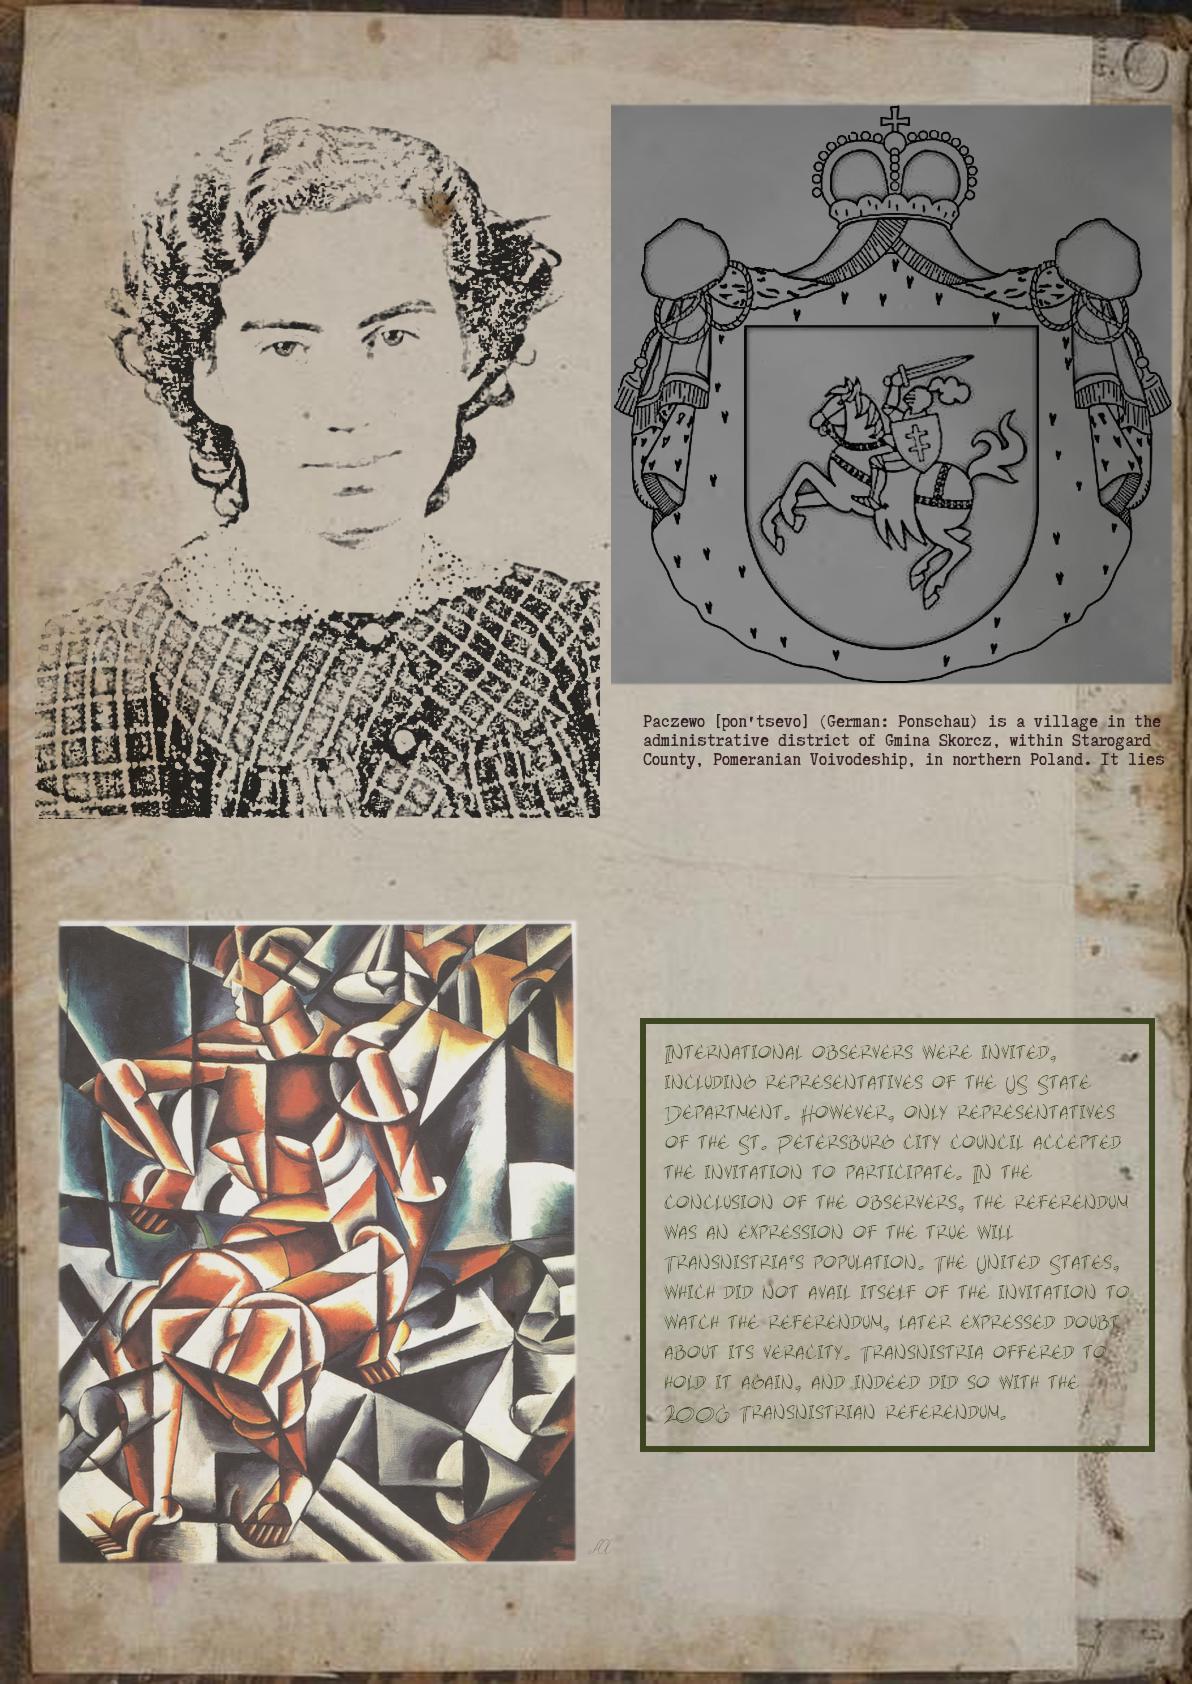 Paczewo [pon'tsevo] (German: Ponschau) is a village in the
administrative district of Gmina Skorcz, within Starogard
County, Pomeranian Voivodeship, in northern Poland. It lies
International observers were invited,
including representatives of the US State
Department. However, only representatives
of the St. Petersburg city council accepted
the invitation to participate. In the
conclusion of the observers, the referendum
was an expression of the true will
Transnistria's population. The United States,
which did not avail itself of the invitation to
watch the referendum, later expressed doubt
about its veracity. Transnistria offered to
hold it again, and indeed did so with the
2006 Transnistrian referendum.